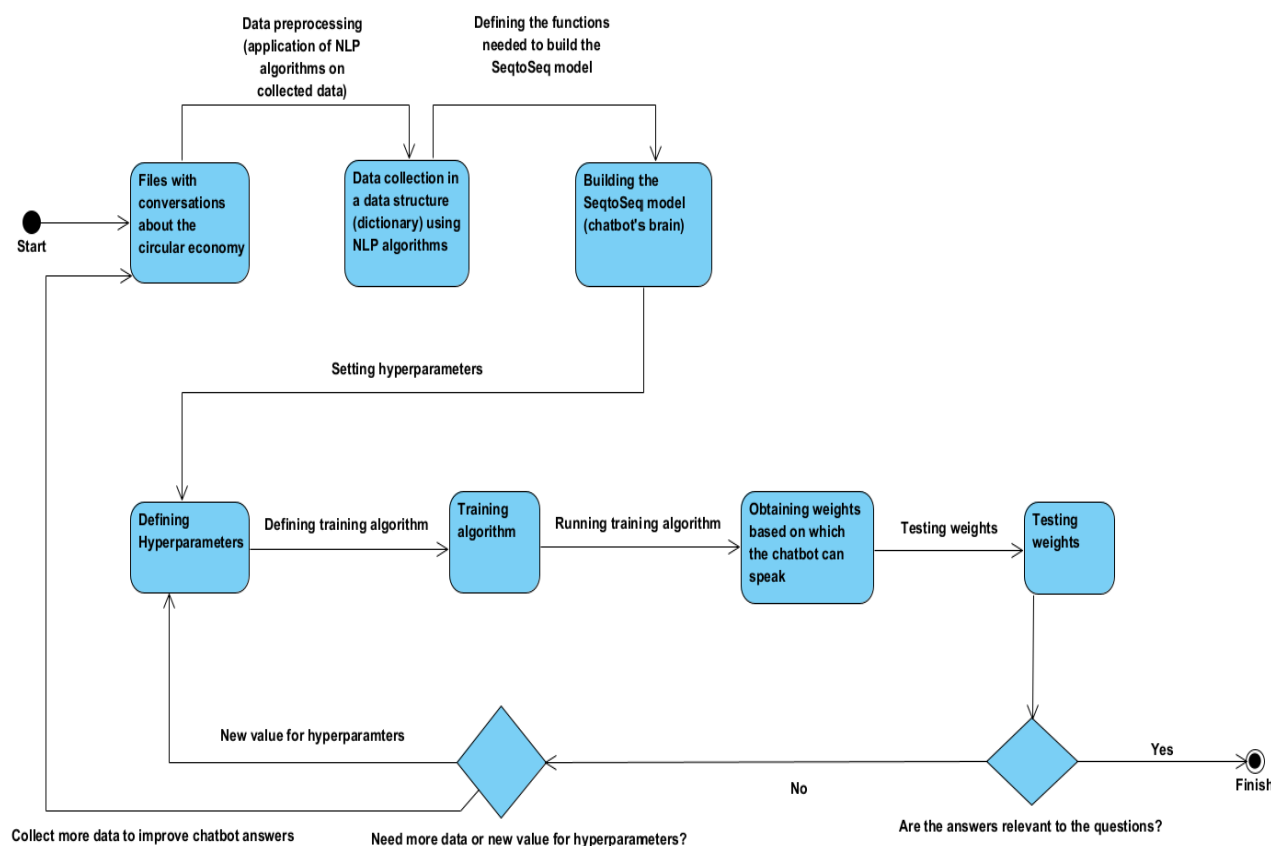 Data preprocessing
(application of NLP
algorithms on
collected data)
Defining the functions
needed to build the
SeqtoSeq model
Start
Files with
conversations
about the
circular economy
Data collection in
a data structure
(dictionary) using
NLP algorithms
Building the
SeqtoSeq model
(chatbot's brain)
Setting hyperparameters
Defining
Hyperparameters
Defining training algorithm
Training
algorithm
Running training algorithm
Obtaining weights
based on which
the chatbot can
speak
Testing weights
Testing
weights
New value for hyperparamters
No
Yes
Finish
Collect more data to improve chatbot answers
Need more data or new value for hyperparameters?
Are the answers relevant to the questions?